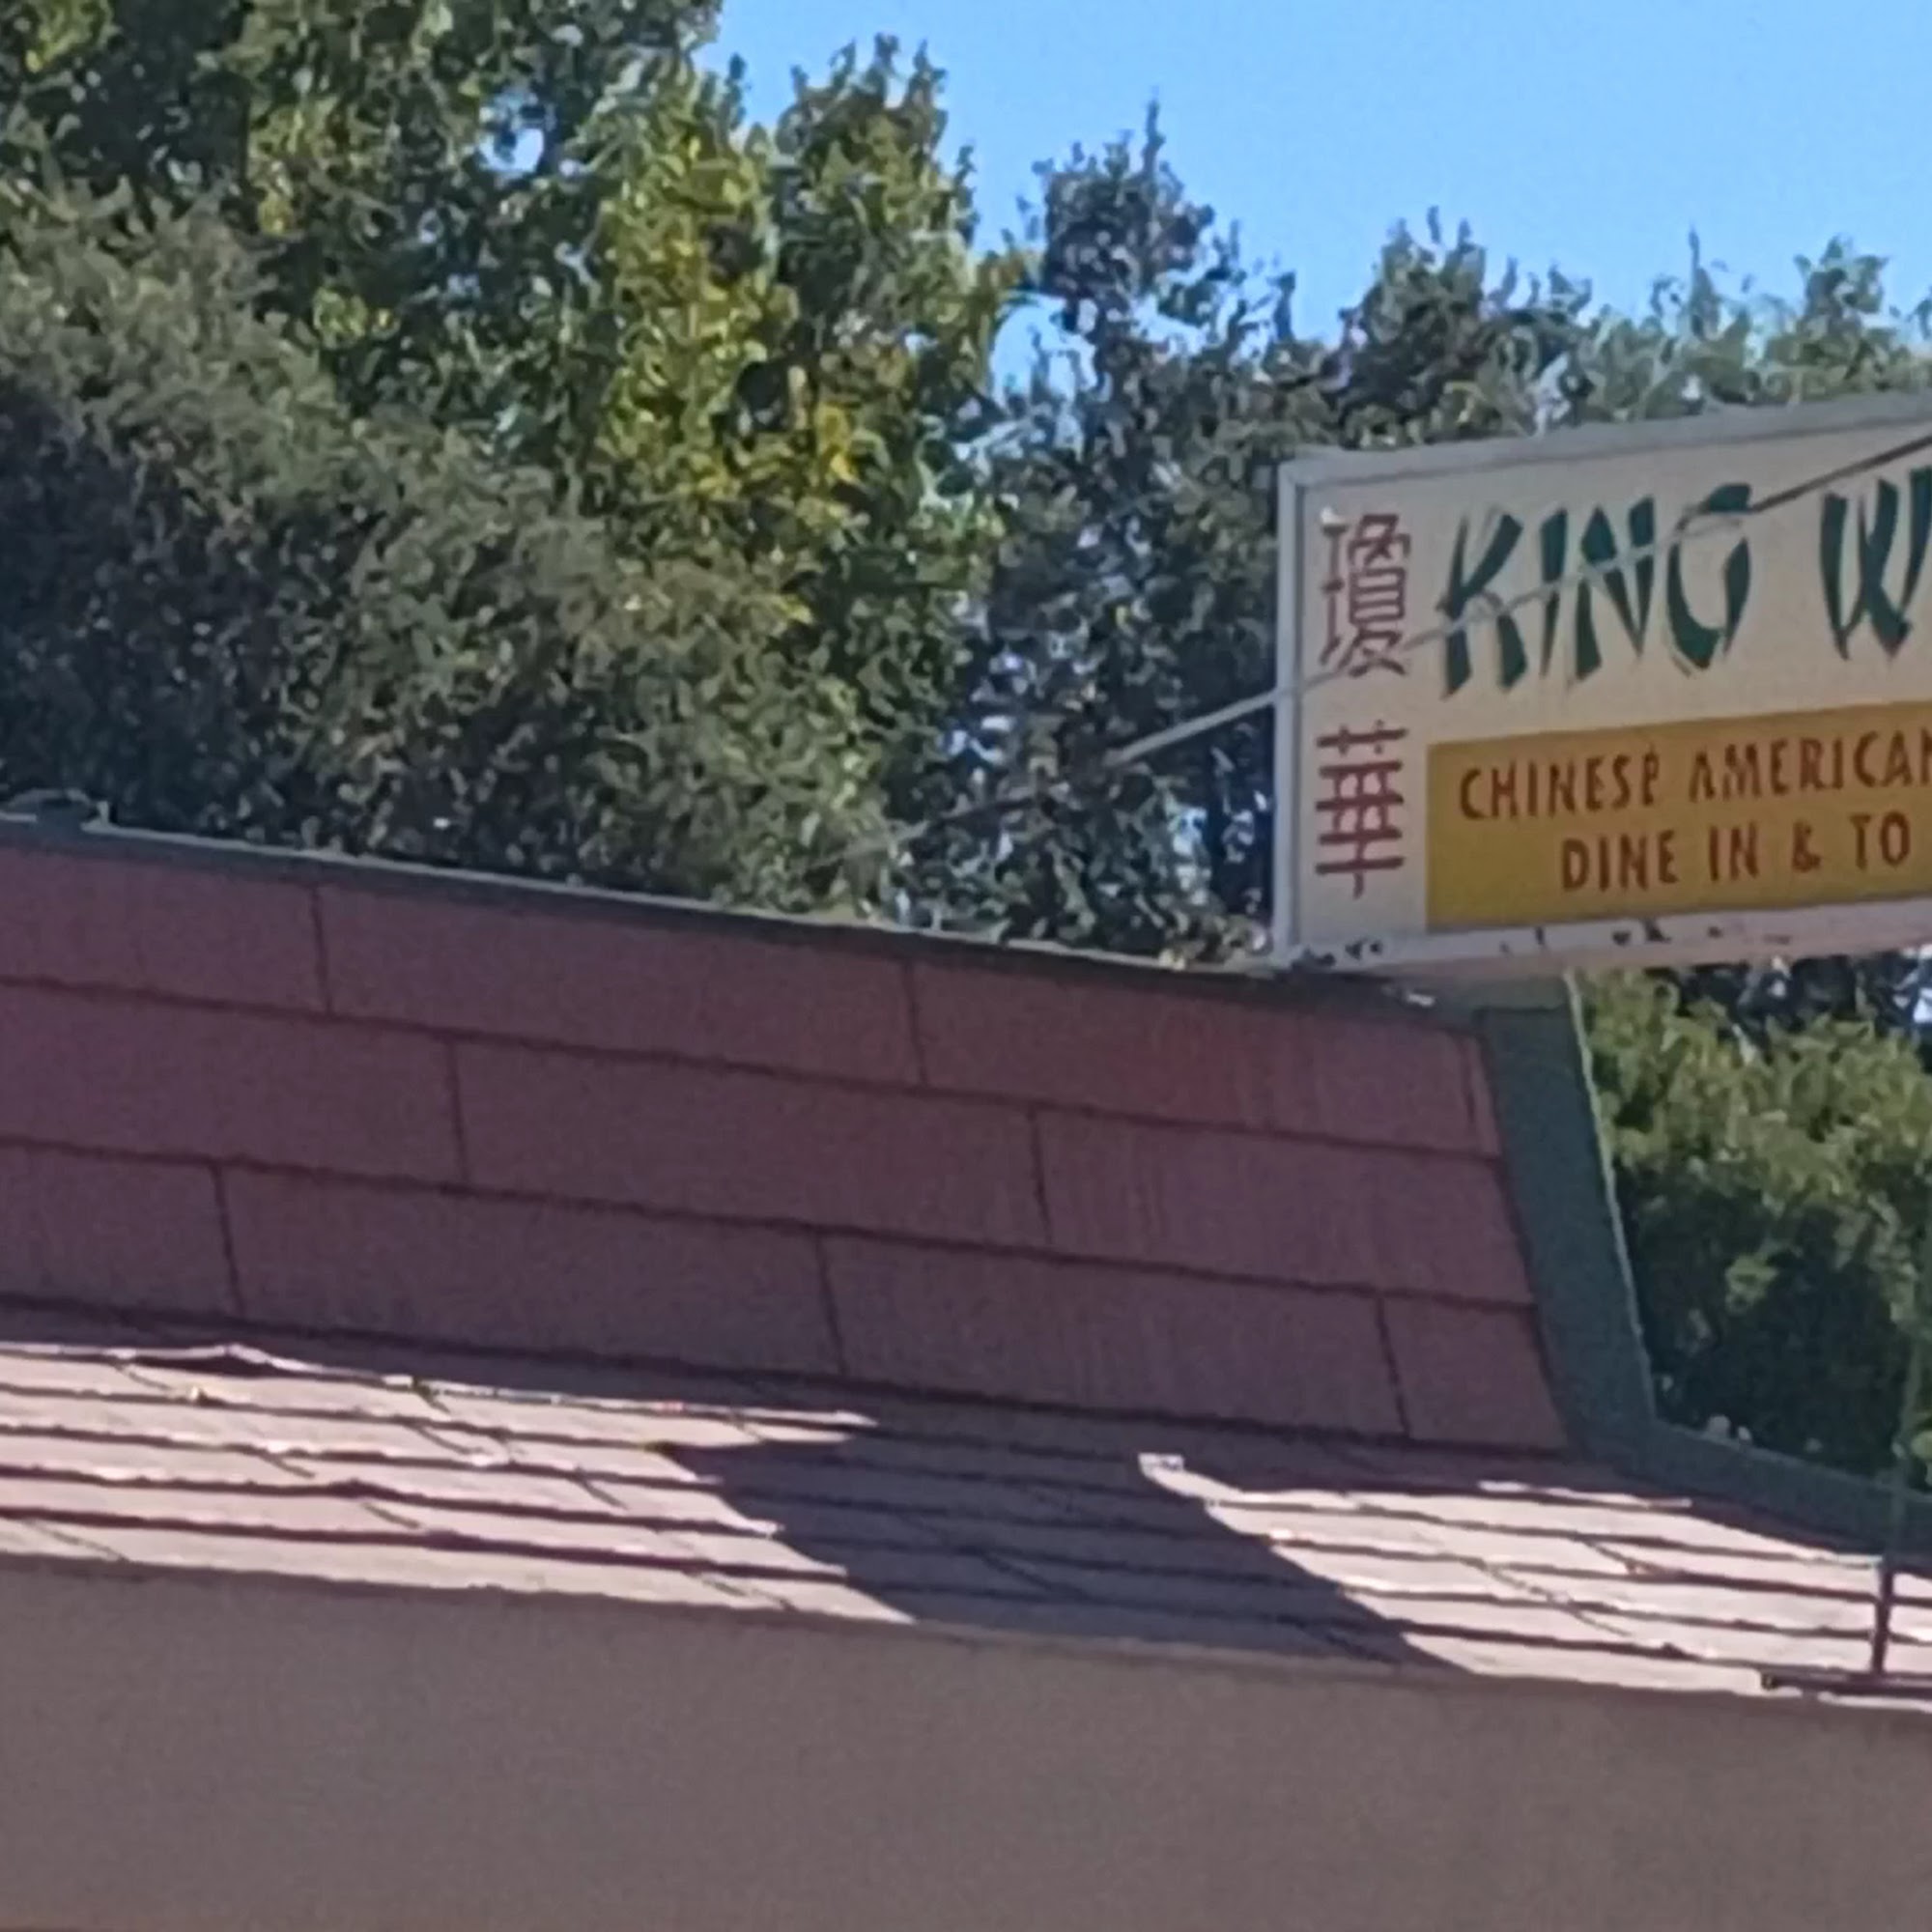 瓊華
KING W
CHINESE AMERICAN
DINE IN & TO